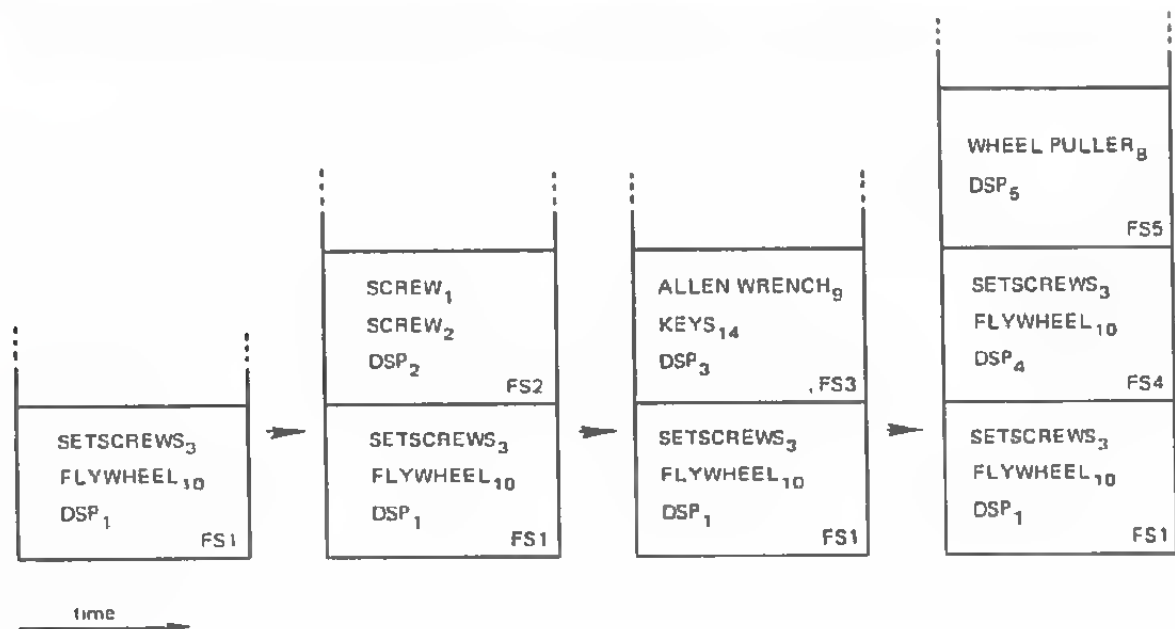 SETSCREWS₃
FLYWHEEL₁₀
DSP₁
FS1
SCREW₁
SCREW₂
DSP₂
FS2
SETSCREWS₃
FLYWHEEL₁₀
DSP₁
FS1
ALLEN WRENCH₉
KEYS₁₄
DSP₃
FS3
SETSCREWS₃
FLYWHEEL₁₀
DSP₁
FS1
WHEEL PULLER₈
DSP₅
FS5
SETSCREWS₃
FLYWHEEL₁₀
DSP₄
FS4
SETSCREWS₃
FLYWHEEL₁₀
DSP₁
FS1
time